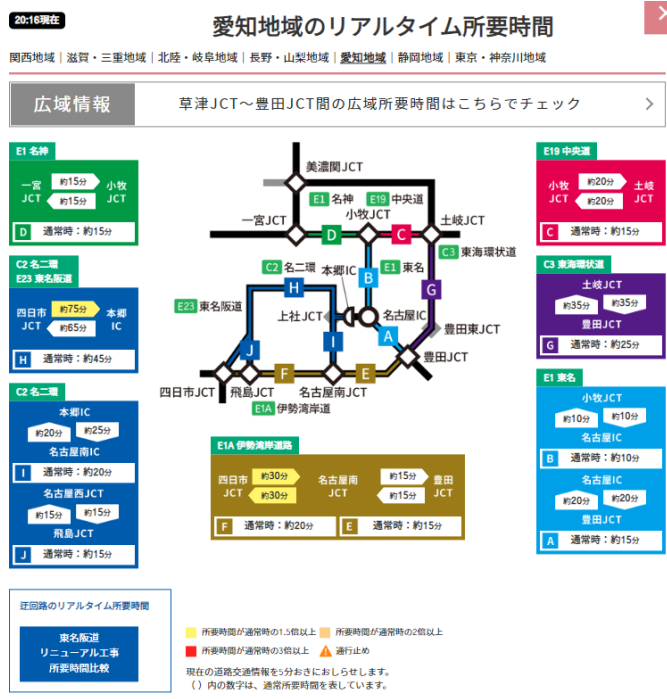 20:16現在
愛知地域のリアルタイム所要時間
関西地域｜滋賀・三重地域｜北陸・岐阜地域｜長野・山梨地域｜愛知地域｜静岡地域｜東京・神奈川地域
広域情報
草津JCT～豊田JCT間の広域所要時間はこちらでチェック
E1 名神
一宮JCT 約15分 小牧JCT
約15分
D 通常時：約15分
C2 名二環
E23 東名阪道
四日市JCT 約75分 本郷IC
約65分
H 通常時：約45分
C2 名二環
本郷IC
約20分 約25分
名古屋南IC
I 通常時：約20分
名古屋西JCT
約15分 約15分
飛島JCT
J 通常時：約15分
美濃関JCT
E1 名神 E19 中央道
一宮JCT 小牧JCT 土岐JCT
D C
C3 東海環状道
C2 名二環 本郷IC E1 東名
H B G
E23 東名阪道 上社JCT 名古屋IC
豊田東JCT
J I A
豊田JCT
F E
四日市JCT 飛島JCT 名古屋南JCT
E1A 伊勢湾岸道
E1A 伊勢湾岸道路
四日市JCT 約30分 名古屋南JCT 約15分 豊田JCT
約30分 約15分
F 通常時：約20分 E 通常時：約15分
E19 中央道
小牧JCT 約20分 土岐JCT
約20分
C 通常時：約15分
C3 東海環状道
土岐JCT
約35分 約35分
豊田JCT
G 通常時：約25分
E1 東名
小牧JCT
約10分 約10分
名古屋IC
B 通常時：約10分
名古屋IC
約20分 約20分
豊田JCT
A 通常時：約15分
迂回路のリアルタイム所要時間
東名阪道
リニューアル工事
所要時間比較
所要時間が通常時の1.5倍以上 所要時間が通常時の2倍以上
所要時間が通常時の3倍以上 通行止め
現在の道路交通情報を5分おきにおしらせします。
（ ）内の数字は、通常所要時間を表しています。